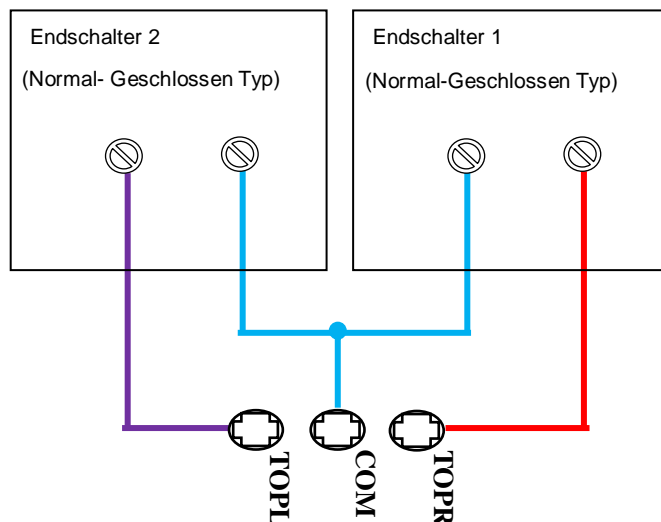 Endschalter 2
(Normal- Geschlossen Typ)
Endschalter 1
(Normal-Geschlossen Typ)
TOPL
COM
TOPR